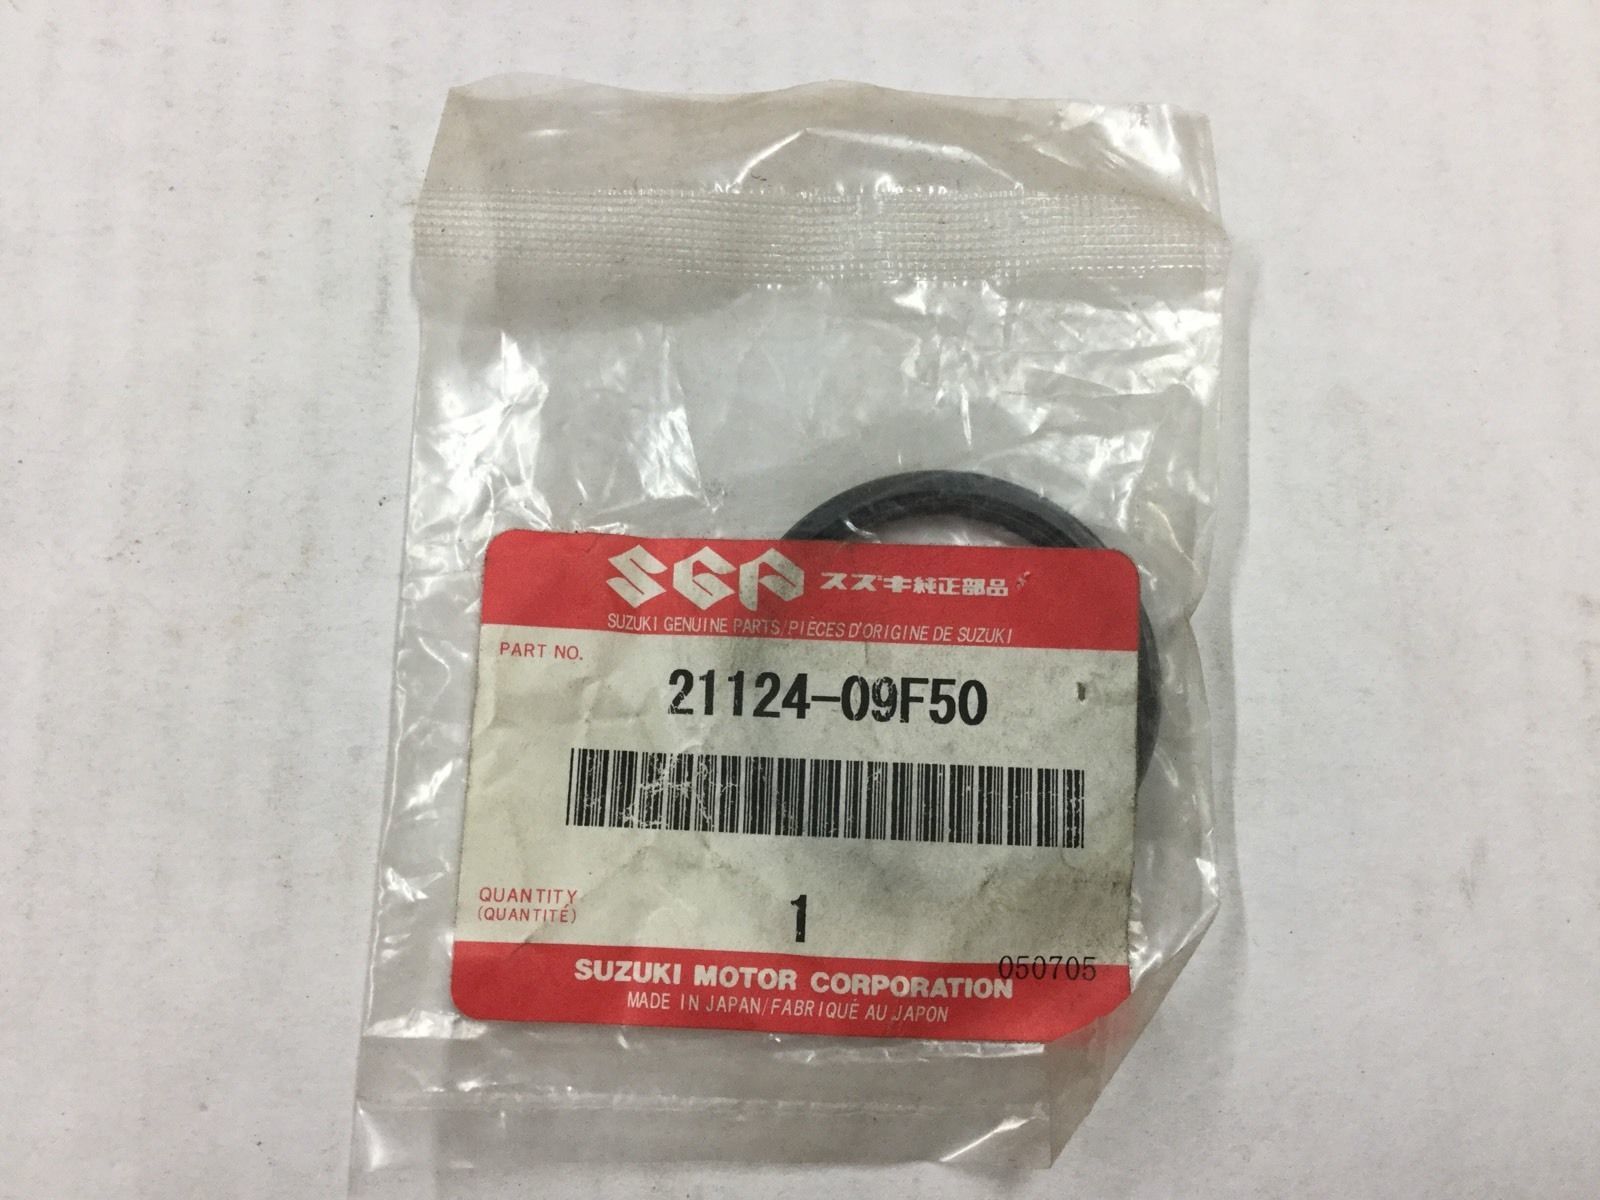 SGP スズキ純正部品
SUZUKI GENUINE PARTS/PIÈCES D'ORIGINE DE SUZUKI
PART NO.
21124-09F50
QUANTITY
(QUANTITÉ)
1
050705
SUZUKI MOTOR CORPORATION
MADE IN JAPAN/FABRIQUÉ AU JAPON